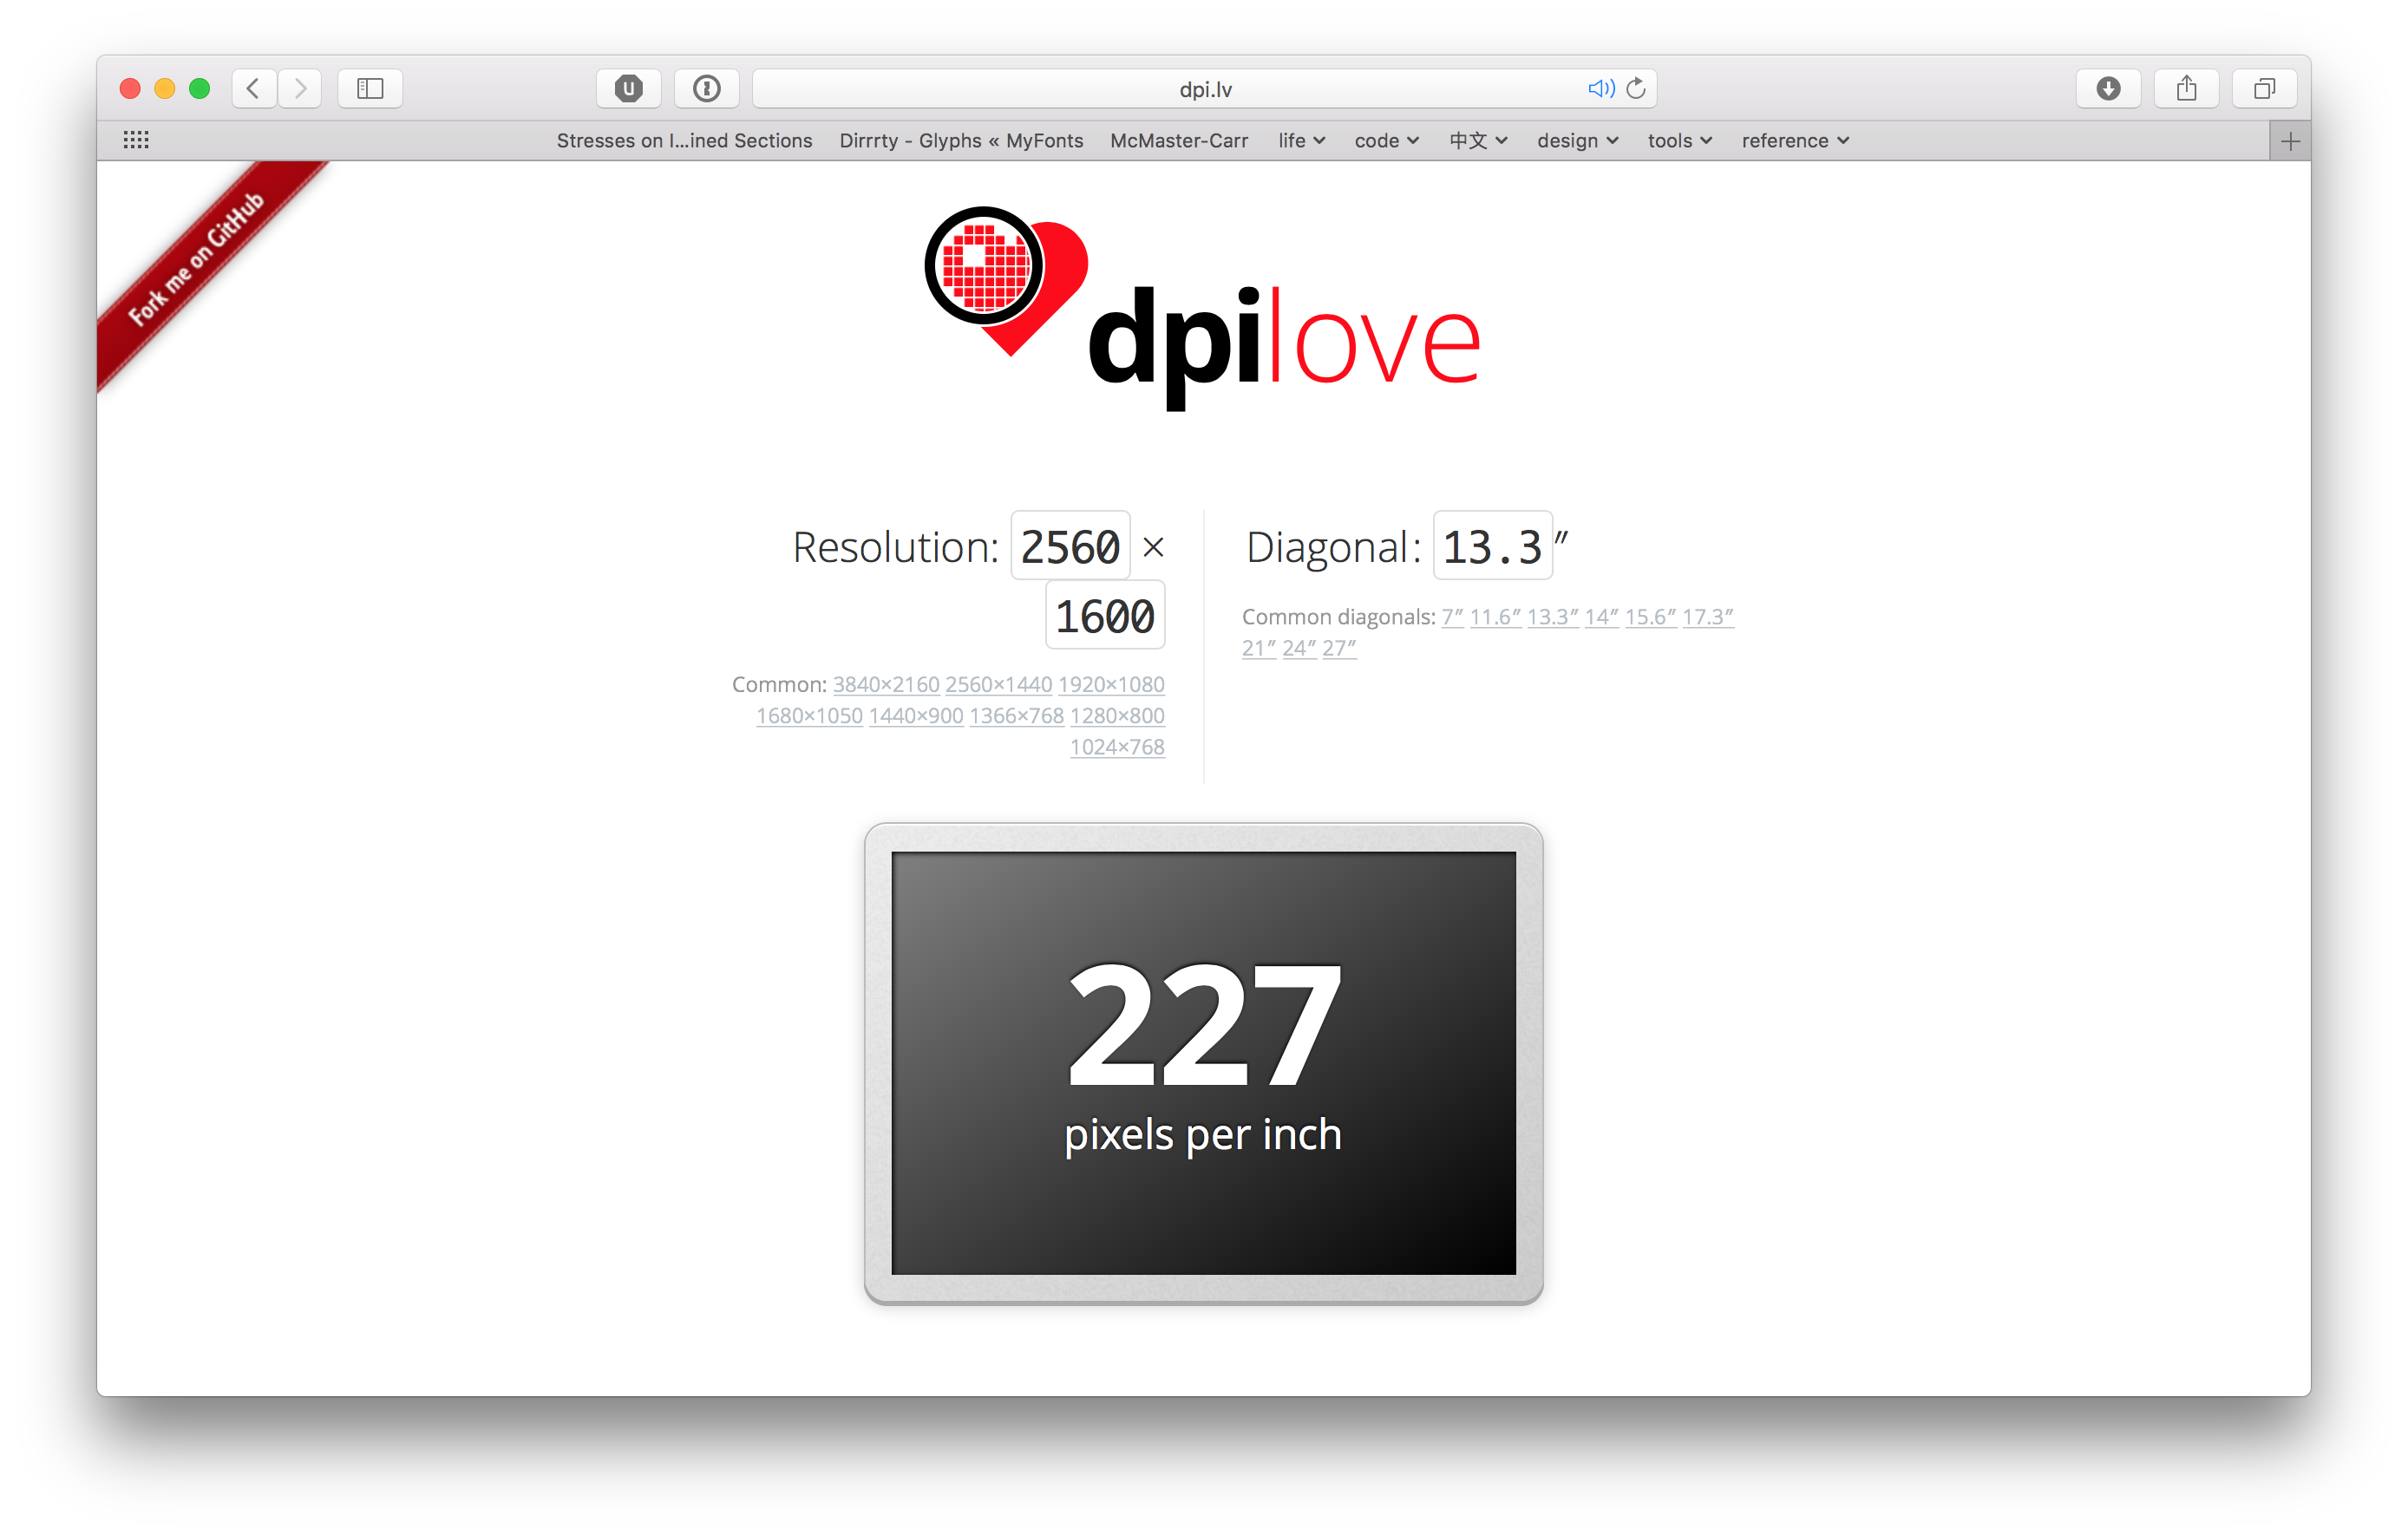 dpi.lv
Stresses on I...ined Sections Dirrrty - Glyphs « MyFonts McMaster-Carr life code 中文 design tools reference
Fork me on GitHub
dpilove
Resolution: 2560 ×
1600
Common: 3840×2160 2560×1440 1920×1080
1680×1050 1440×900 1366×768 1280×800
1024×768
Diagonal: 13.3″
Common diagonals: 7″ 11.6″ 13.3″ 14″ 15.6″ 17.3″
21″ 24″ 27″
227
pixels per inch